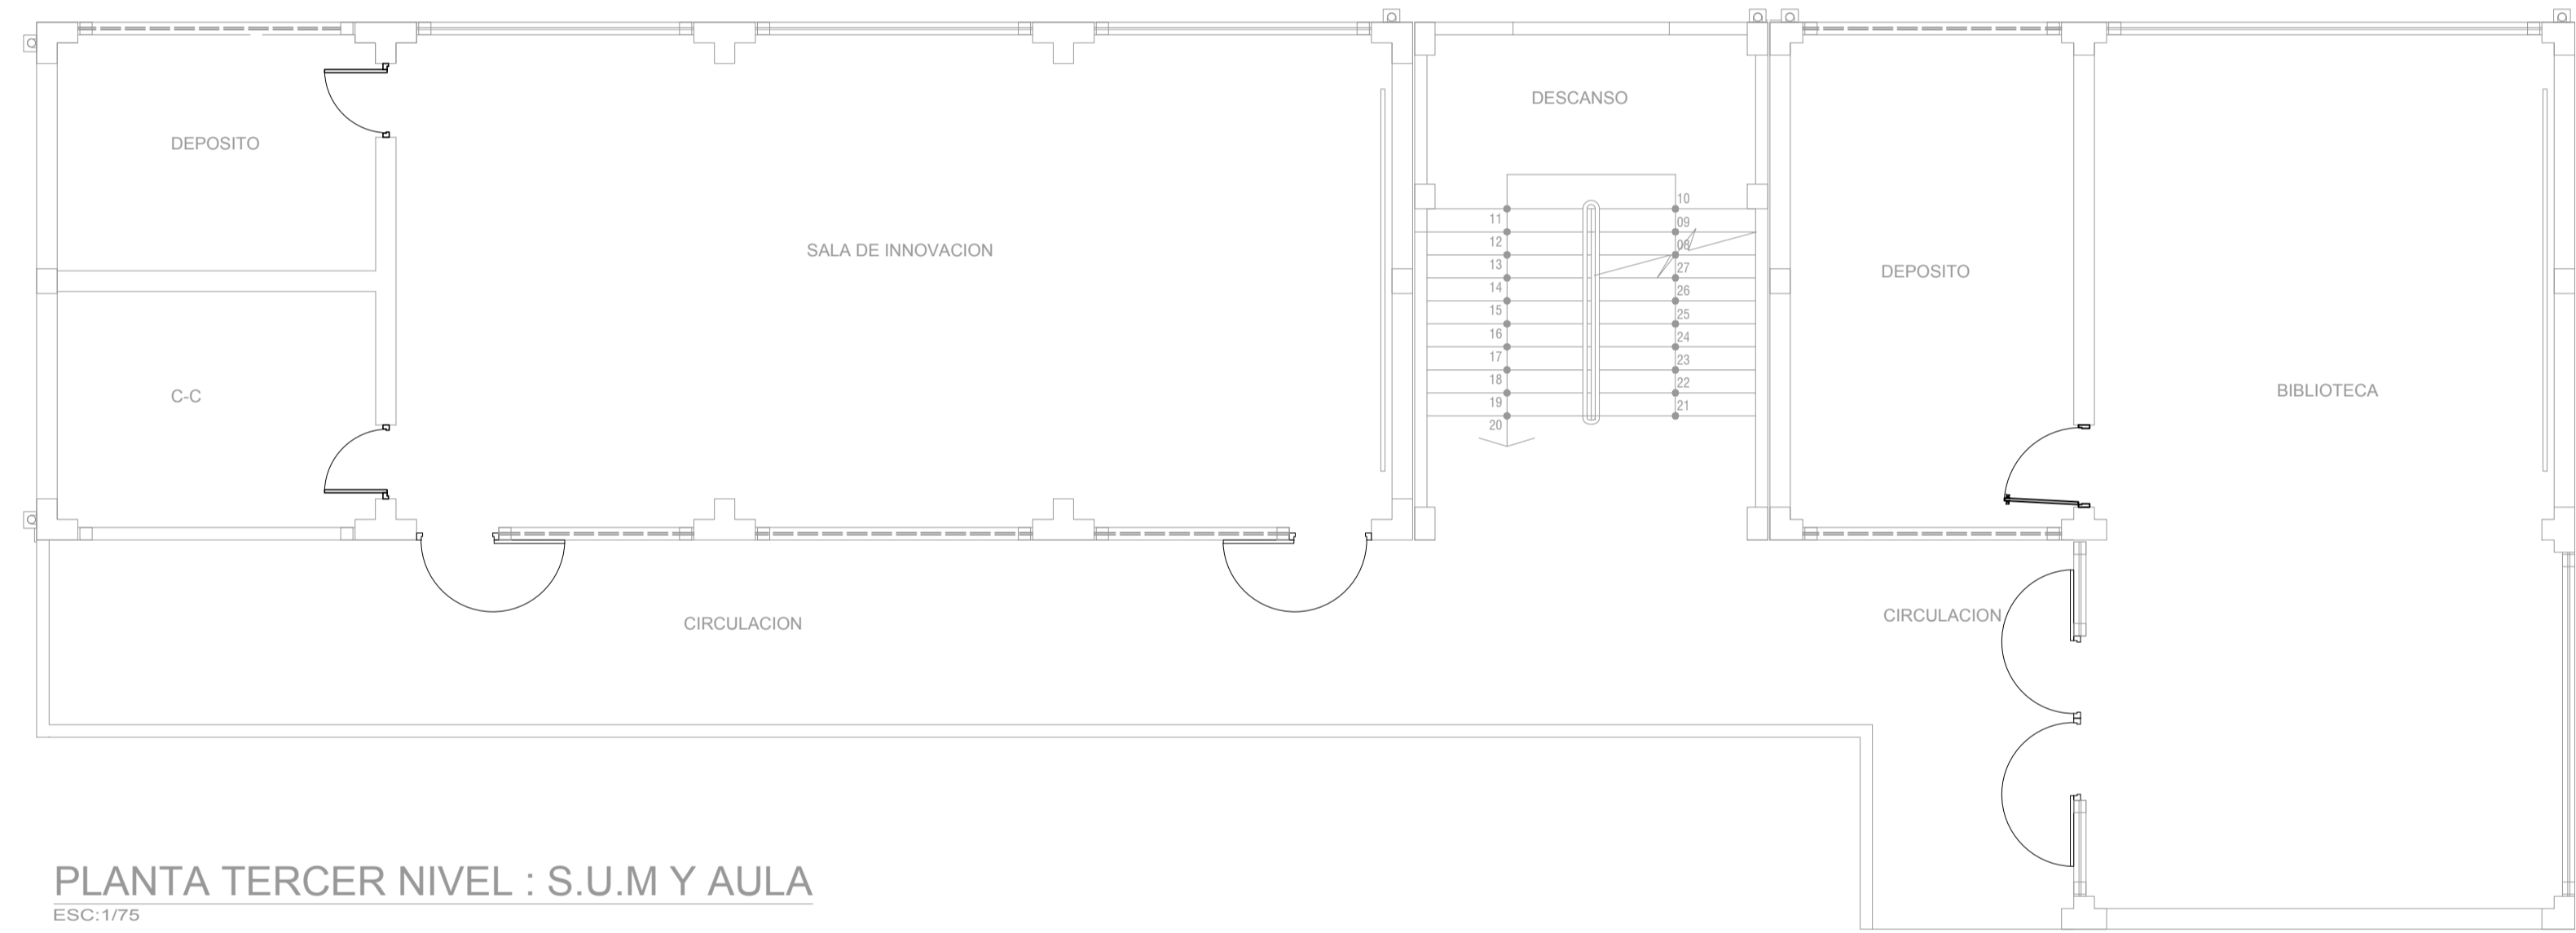 DESCANSO
DEPOSITO
10
11
09
12
08
SALA DE INNOVACION
13
27
DEPOSITO
14
26
15
25
16
24
17
23
18
22
C-C
BIBLIOTECA
19
21
20
CIRCULACION
CIRCULACION
PLANTA TERCER NIVEL : S.U.M Y AULA
ESC:1/75